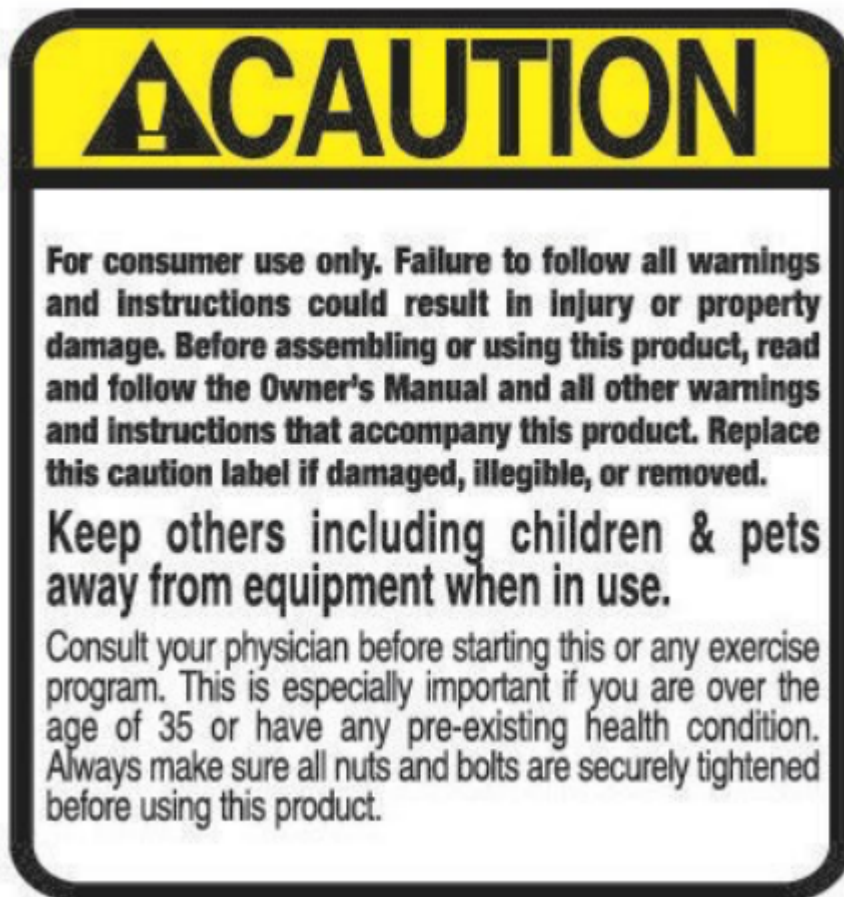 CAUTION
For consumer use only. Failure to follow all warnings
and instructions could result in injury or property
damage. Before assembling or using this product, read
and follow the Owner's Manual and all other warnings
and instructions that accompany this product. Replace
this caution label if damaged, illegible, or removed.
Keep others including children & pets
away from equipment when in use.
Consult your physician before starting this or any exercise
program. This is especially important if you are over the
age of 35 or have any pre-existing health condition.
Always make sure all nuts and bolts are securely tightened
before using this product.